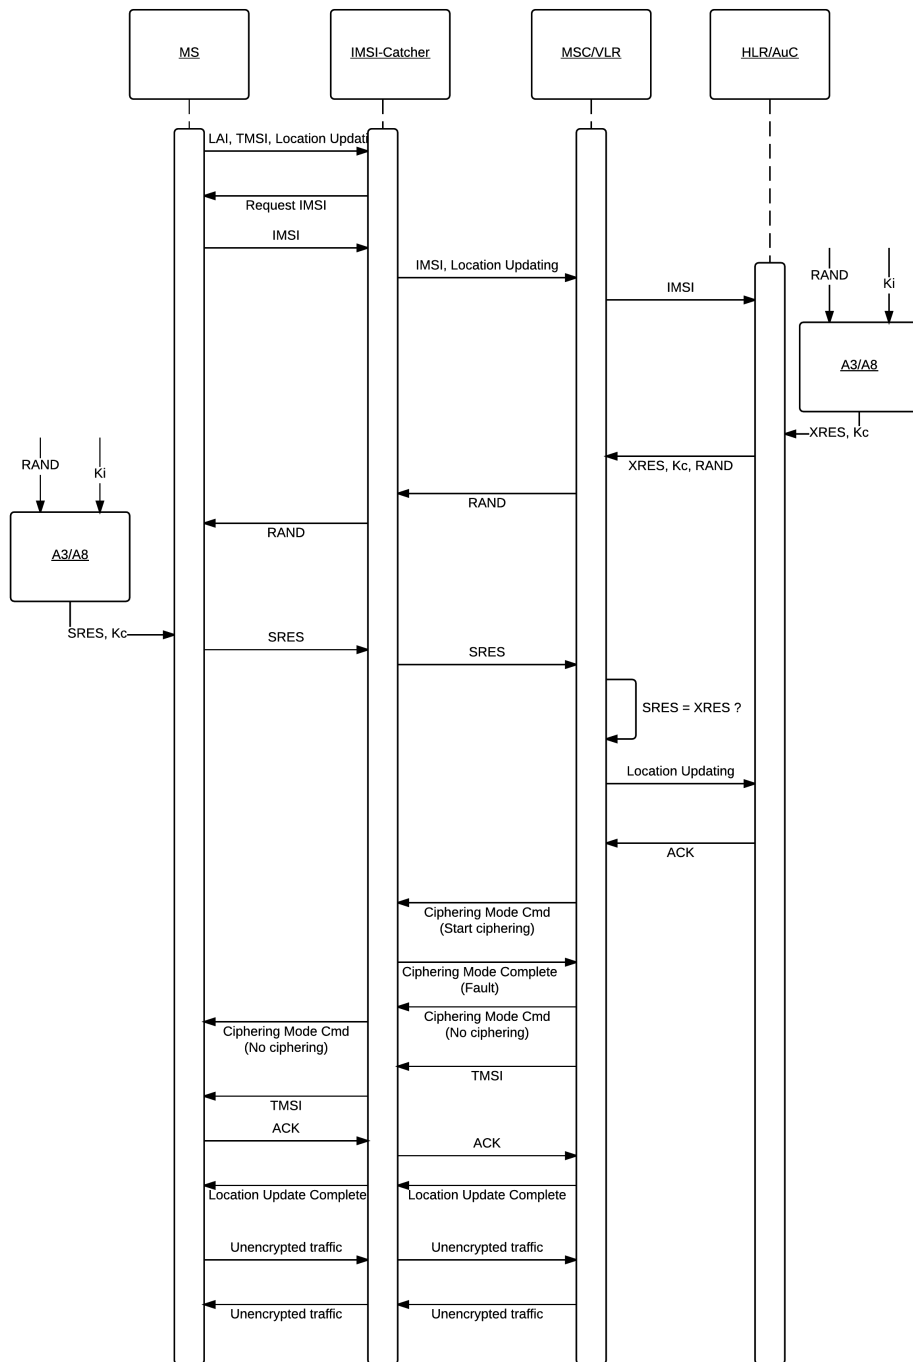 MS
IMSI-Catcher
MSC/VLR
HLR/AuC
LAI, TMSI, Location Updati
Request IMSI
IMSI
IMSI, Location Updating
IMSI
RAND
Ki
A3/A8
XRES, Kc
XRES, Kc, RAND
RAND
Ki
RAND
RAND
A3/A8
SRES, Kc
SRES
SRES
SRES = XRES ?
Location Updating
ACK
Ciphering Mode Cmd
(Start ciphering)
Ciphering Mode Complete
(Fault)
Ciphering Mode Cmd
(No ciphering)
Ciphering Mode Cmd
(No ciphering)
TMSI
TMSI
ACK
ACK
Location Update Complete
Location Update Complete
Unencrypted traffic
Unencrypted traffic
Unencrypted traffic
Unencrypted traffic